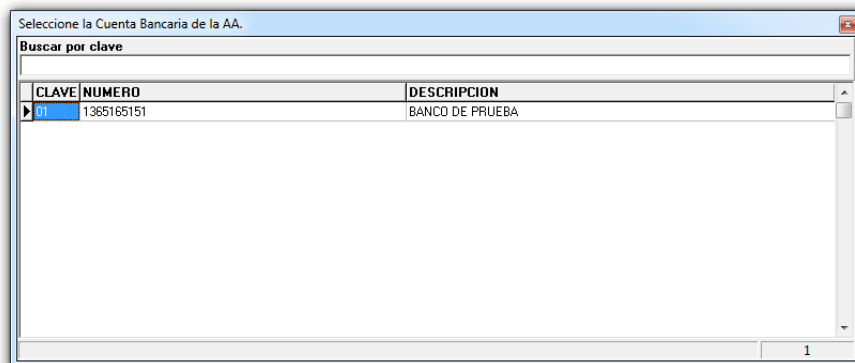 Seleccione la Cuenta Bancaria de la AA.
Buscar por clave
CLAVE NUMERO DESCRIPCION
01 1365165151 BANCO DE PRUEBA
1